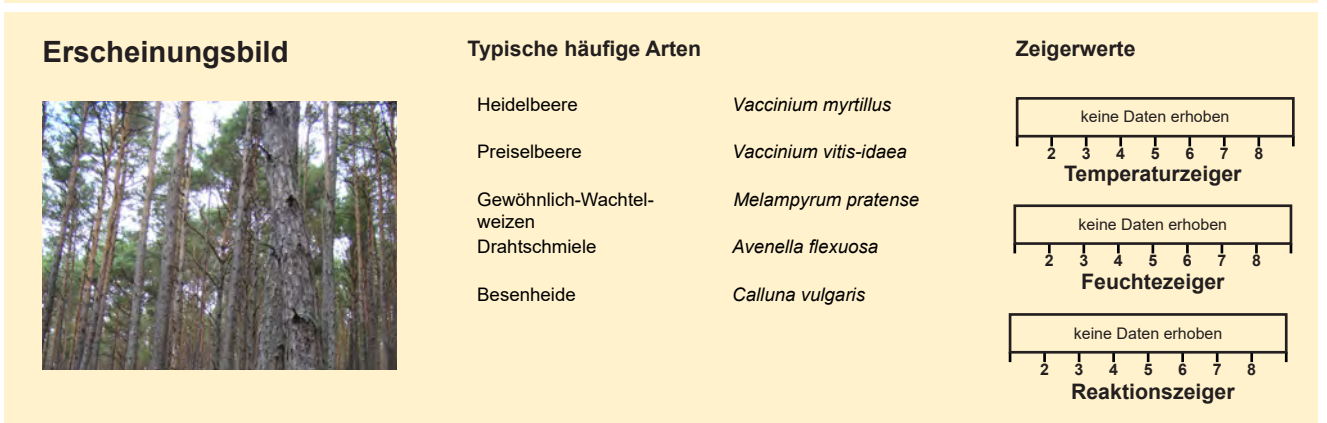 Erscheinungsbild
Typische häufige Arten
Heidelbeere Vaccinium myrtillus
Preiselbeere Vaccinium vitis-idaea
Gewöhnlich-Wachtel- Melampyrum pratense
weizen
Drahtschmiele Avenella flexuosa
Besenheide Calluna vulgaris
Zeigerwerte
keine Daten erhoben
2 3 4 5 6 7 8
Temperaturzeiger
keine Daten erhoben
2 3 4 5 6 7 8
Feuchtezeiger
keine Daten erhoben
2 3 4 5 6 7 8
Reaktionszeiger